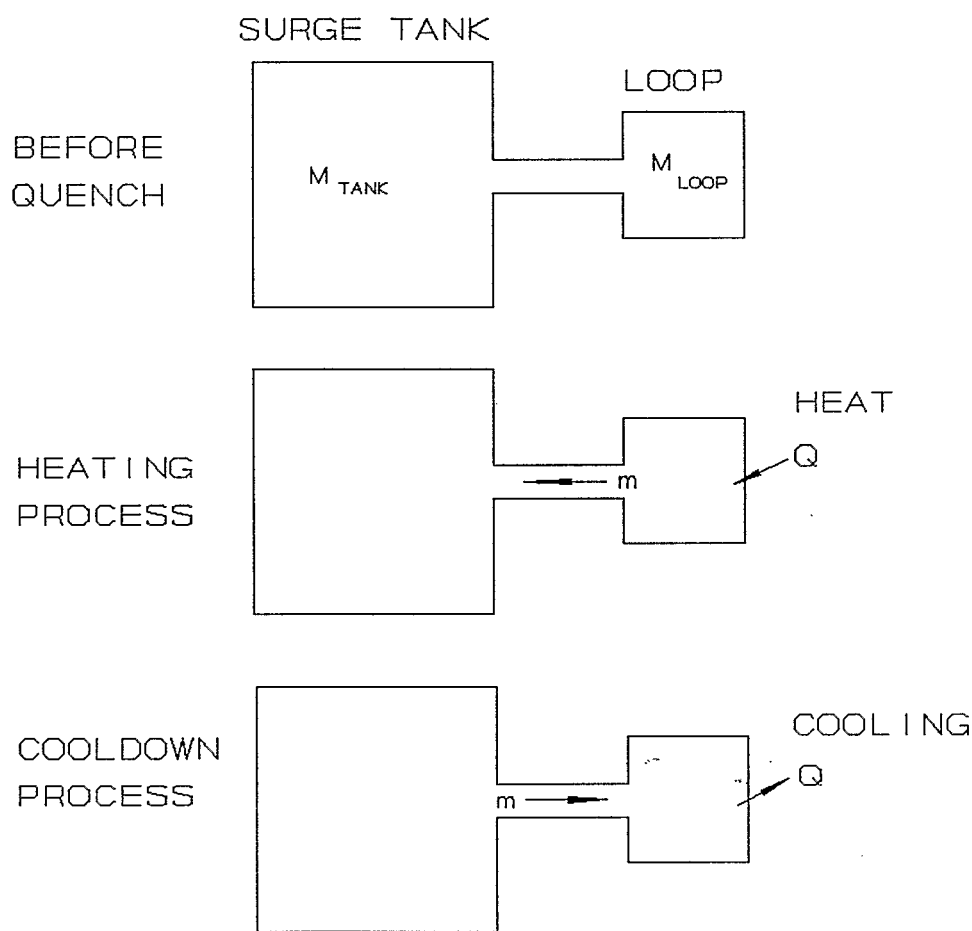 SURGE TANK
LOOP
BEFORE
QUENCH
M TANK
M LOOP
HEATING
PROCESS
m
HEAT
Q
COOLDOWN
PROCESS
m
COOLING
Q